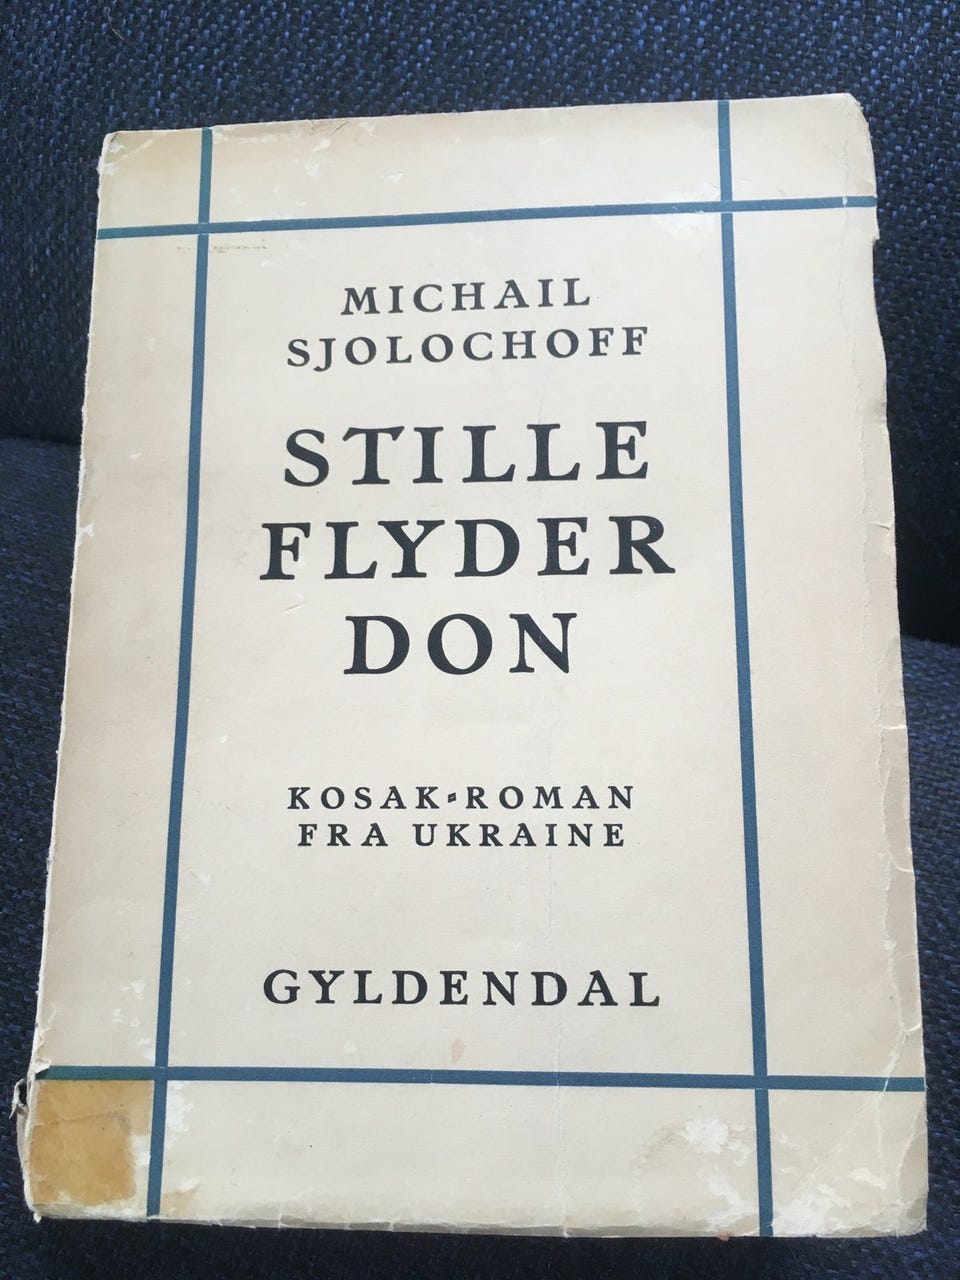 MICHAIL
SJOLOCHOFF
STILLE
FLYDER
DON
KOSAK-ROMAN
FRA UKRAINE
GYLDENDAL